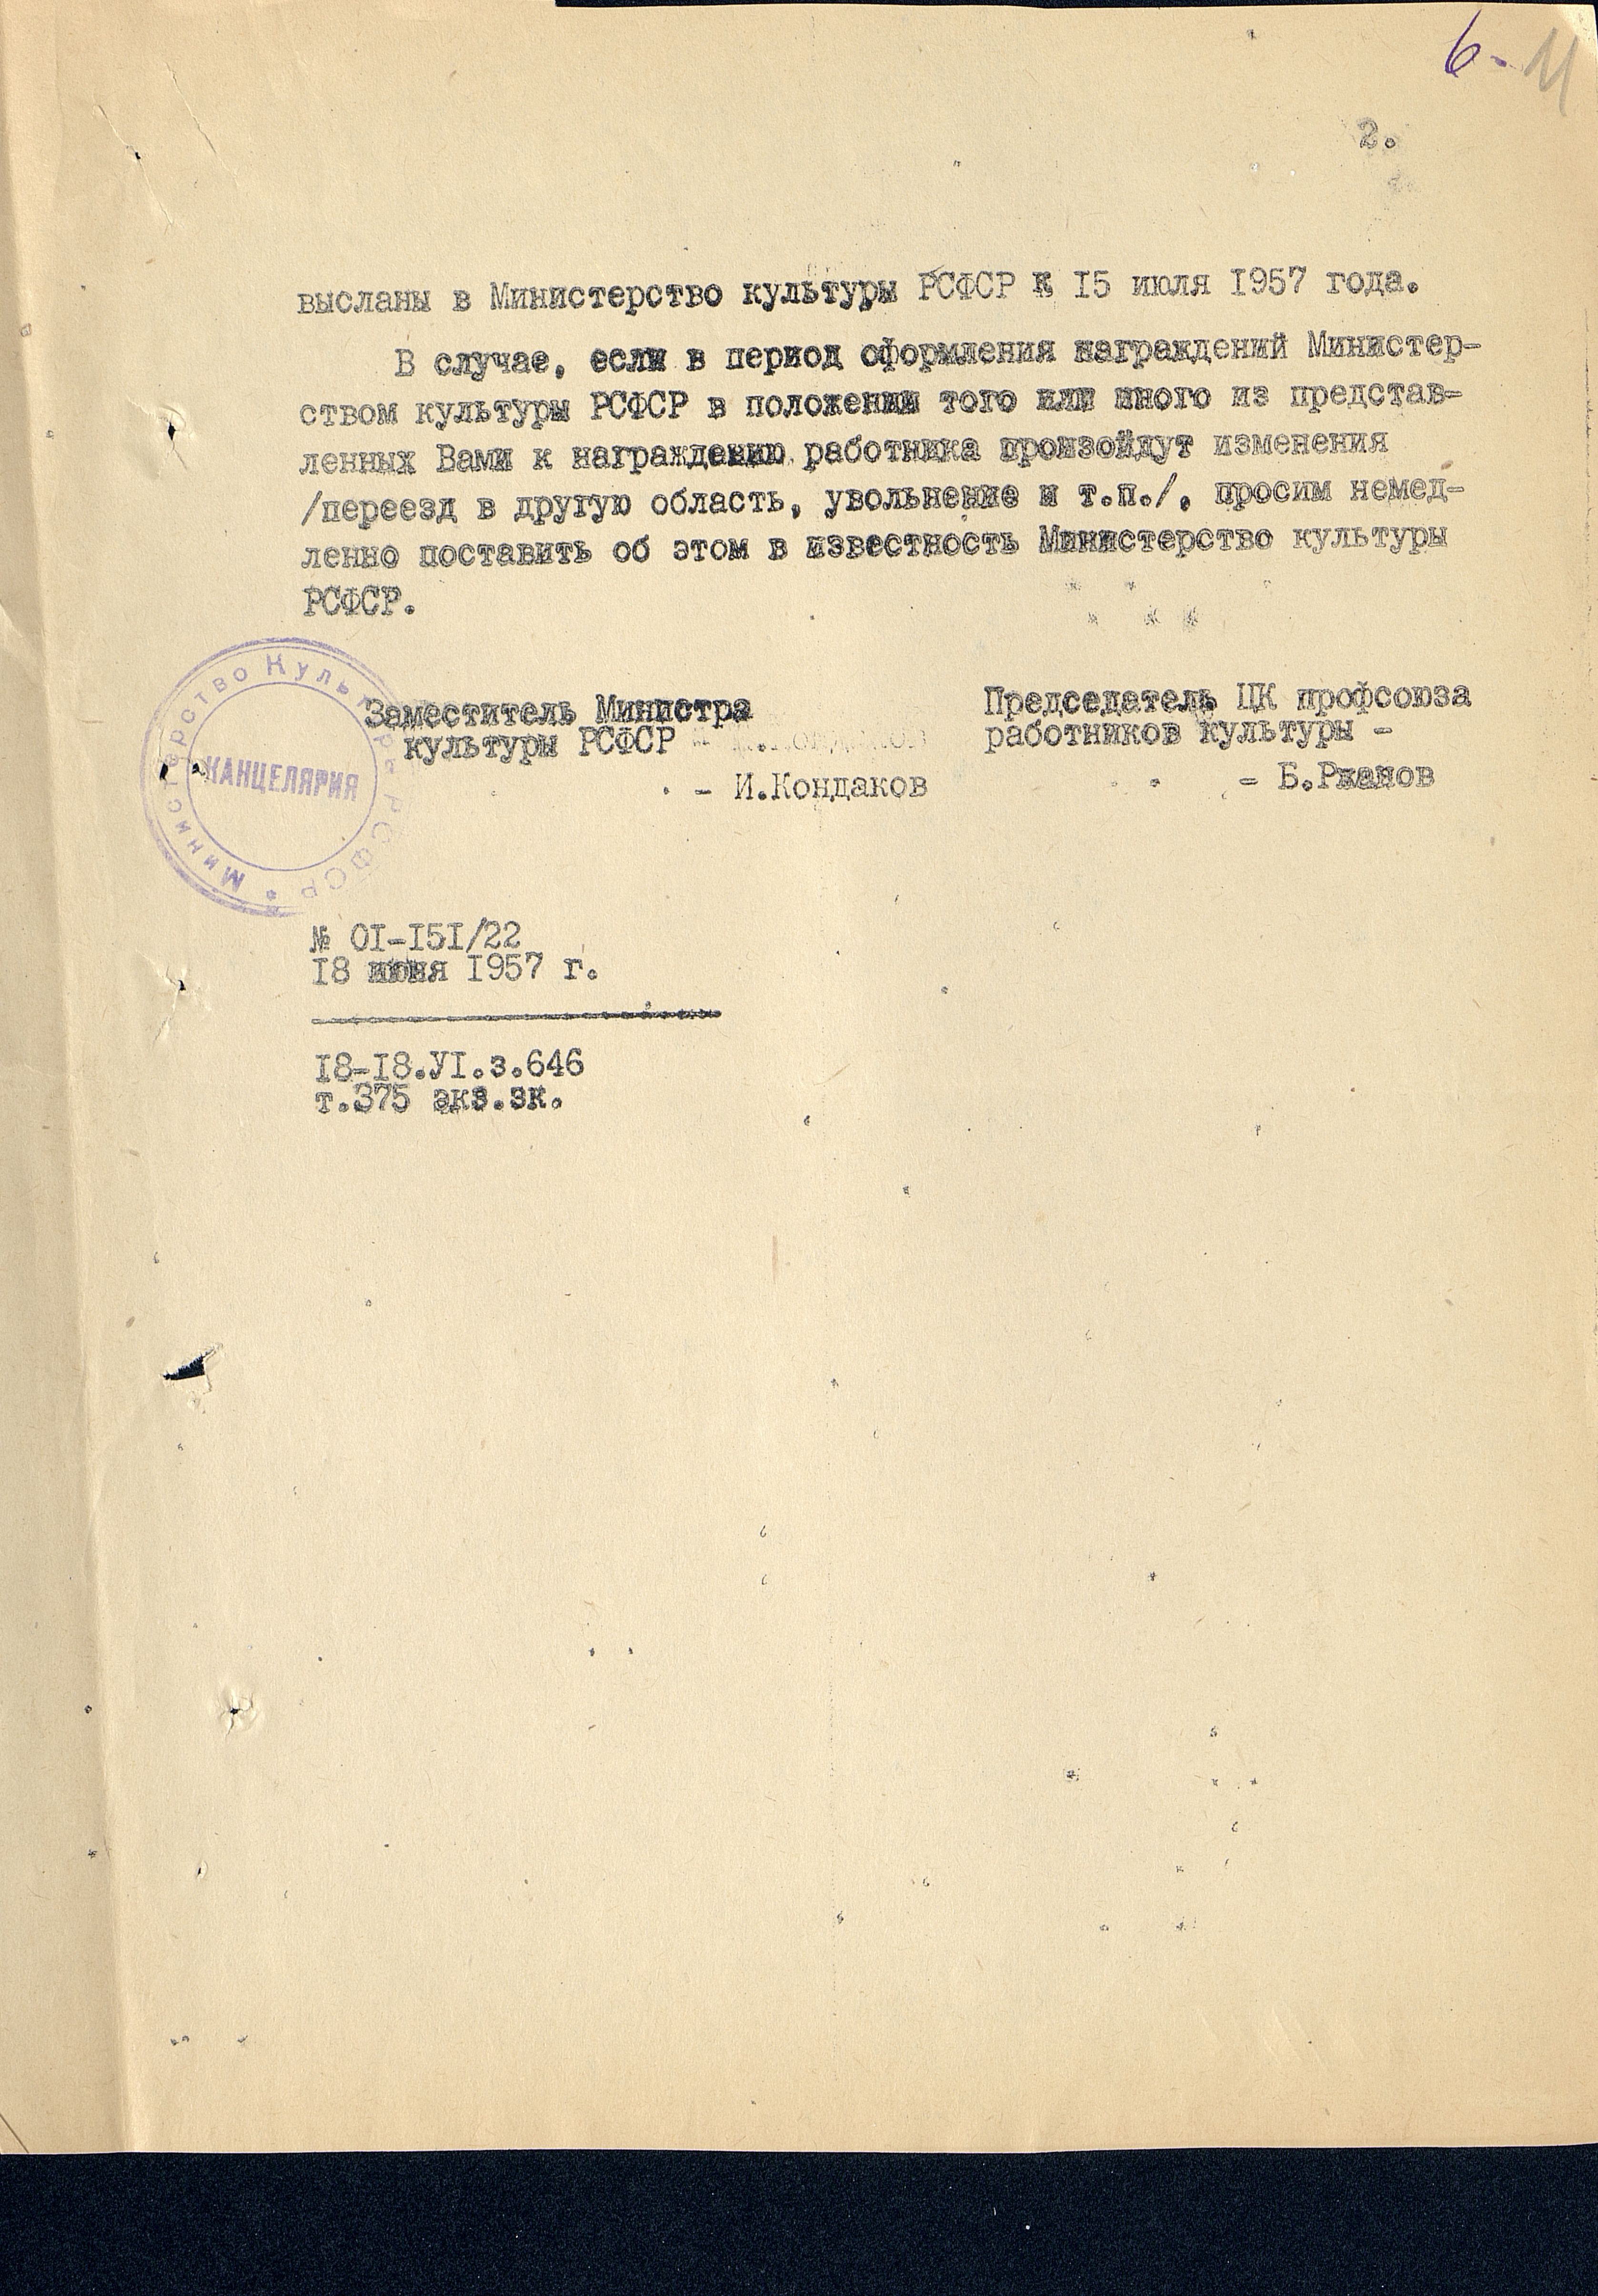 6- 11
2.
высланы в Министерство культуры РСФСР к 15 июля 1957 года.
В случае, если в период оформления награждений Министер-
ством культуры РСФСР в положении того или иного из представ-
ленных Вами к награждению работника произойдут изменения
/переезд в другую область, увольнение и т.п./, просим немед-
ленно поставить об этом в известность Министерство культуры
РСФСР.
Заместитель Министра
культуры РСФСР
- И.Кондаков
Председатель ЦК профсоюза
работников культуры -
- Б.Ржанов
Министерство Культуры РСФСР *
КАНЦЕЛЯРИЯ
№ 01-151/22
18 июня 1957 г.
18-18.УІ.з.646
т.375 экз.зк.